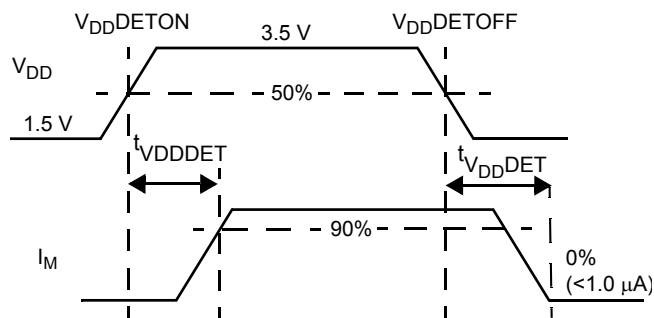 VDDDETON
VDDDETOFF
3.5 V
VDD
50%
1.5 V
tVDDDET
tVDDDET
90%
IM
0%
(<1.0 μA)